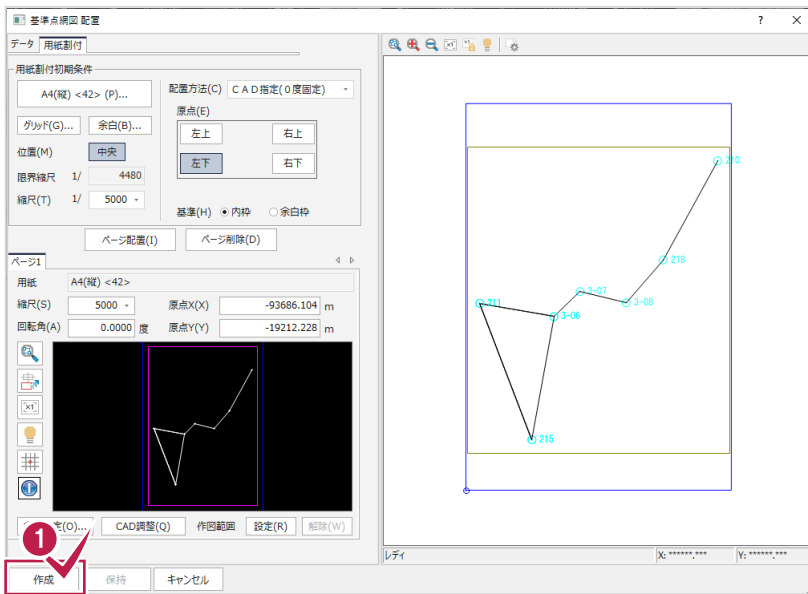 基準点網図 配置
? ×
データ 用紙割付
用紙割付初期条件
A4(縦) <42> (P)...
配置方法(C) ＣＡＤ指定(０度固定)
原点(E)
グリッド(G)... 余白(B)...
左上 右上
位置(M) 中央
左下 右下
限界縮尺 1/ 4480
縮尺(T) 1/ 5000
基準(H) 内枠 余白枠
ページ配置(I) ページ削除(D)
ページ1
用紙 A4(縦) <42>
縮尺(S) 5000 原点X(X) -93686.104 m
回転角(A) 0.0000 度 原点Y(Y) -19212.228 m
定(O)... CAD調整(Q) 作図範囲 設定(R) 解除(W)
1
作成 保持 キャンセル
210
219
3-07
211
3-08
3-06
215
レディ X: ******.*** Y: ******.***